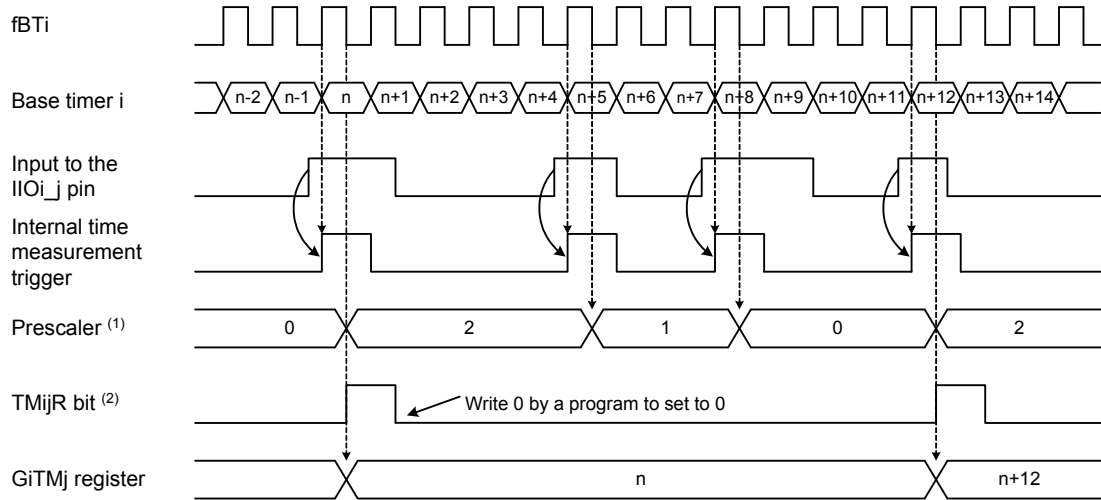 fBTi
Base timer i
n-2 n-1 n n+1 n+2 n+3 n+4 n+5 n+6 n+7 n+8 n+9 n+10 n+11 n+12 n+13 n+14
Input to the
IIOi_j pin
Internal time
measurement
trigger
Prescaler (1)
0 2 1 0 2
TMijR bit (2)
Write 0 by a program to set to 0
GiTMj register
n n+12